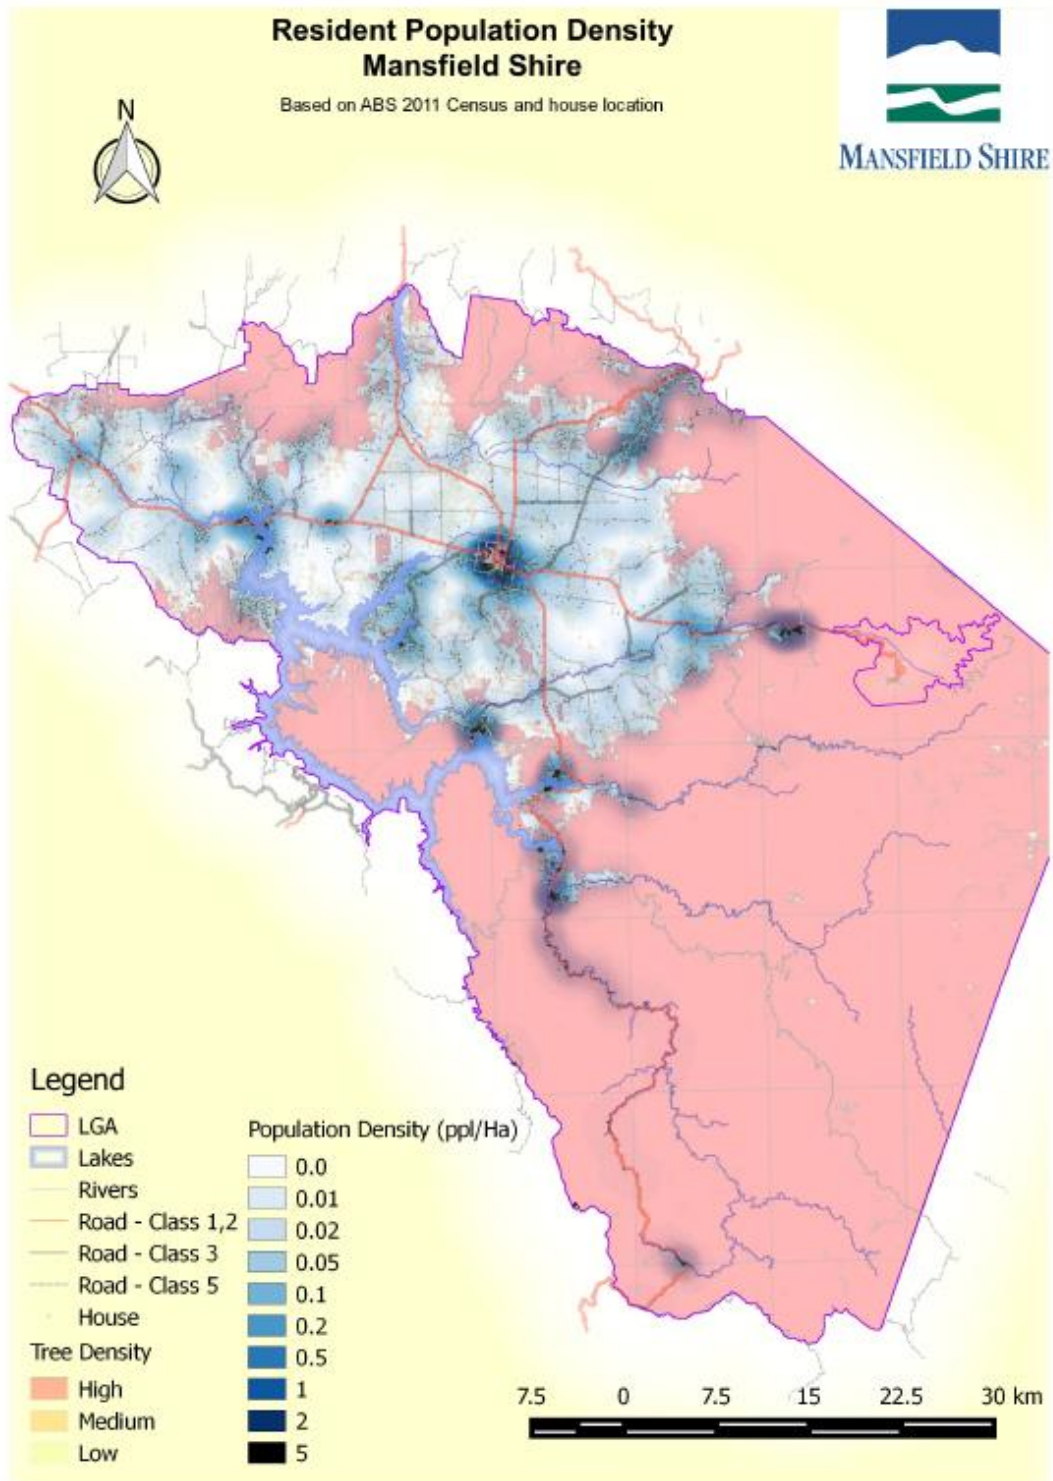 Resident Population Density
Mansfield Shire
Based on ABS 2011 Census and house location
N
MANSFIELD SHIRE
Legend
LGA
Lakes
Rivers
Road - Class 1,2
Road - Class 3
Road - Class 5
House
Tree Density
High
Medium
Low
Population Density (ppl/Ha)
0.0
0.01
0.02
0.05
0.1
0.2
0.5
1
2
5
7.5 0 7.5 15 22.5 30 km